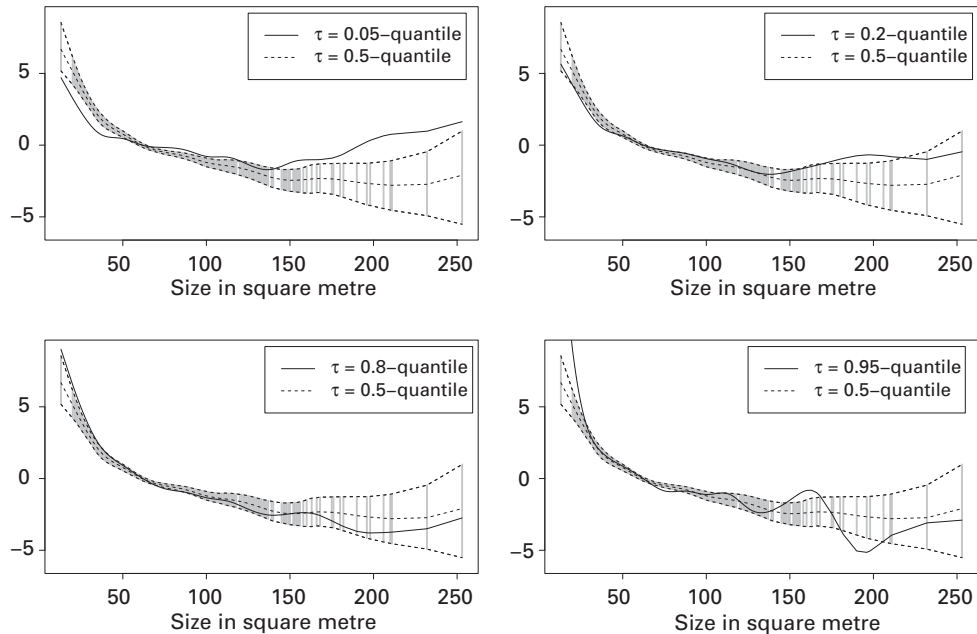 τ = 0.05–quantile
τ = 0.5–quantile
5
0
−5
50 100 150 200 250
Size in square metre
τ = 0.2–quantile
τ = 0.5–quantile
5
0
−5
50 100 150 200 250
Size in square metre
τ = 0.8–quantile
τ = 0.5–quantile
5
0
−5
50 100 150 200 250
Size in square metre
τ = 0.95–quantile
τ = 0.5–quantile
5
0
−5
50 100 150 200 250
Size in square metre